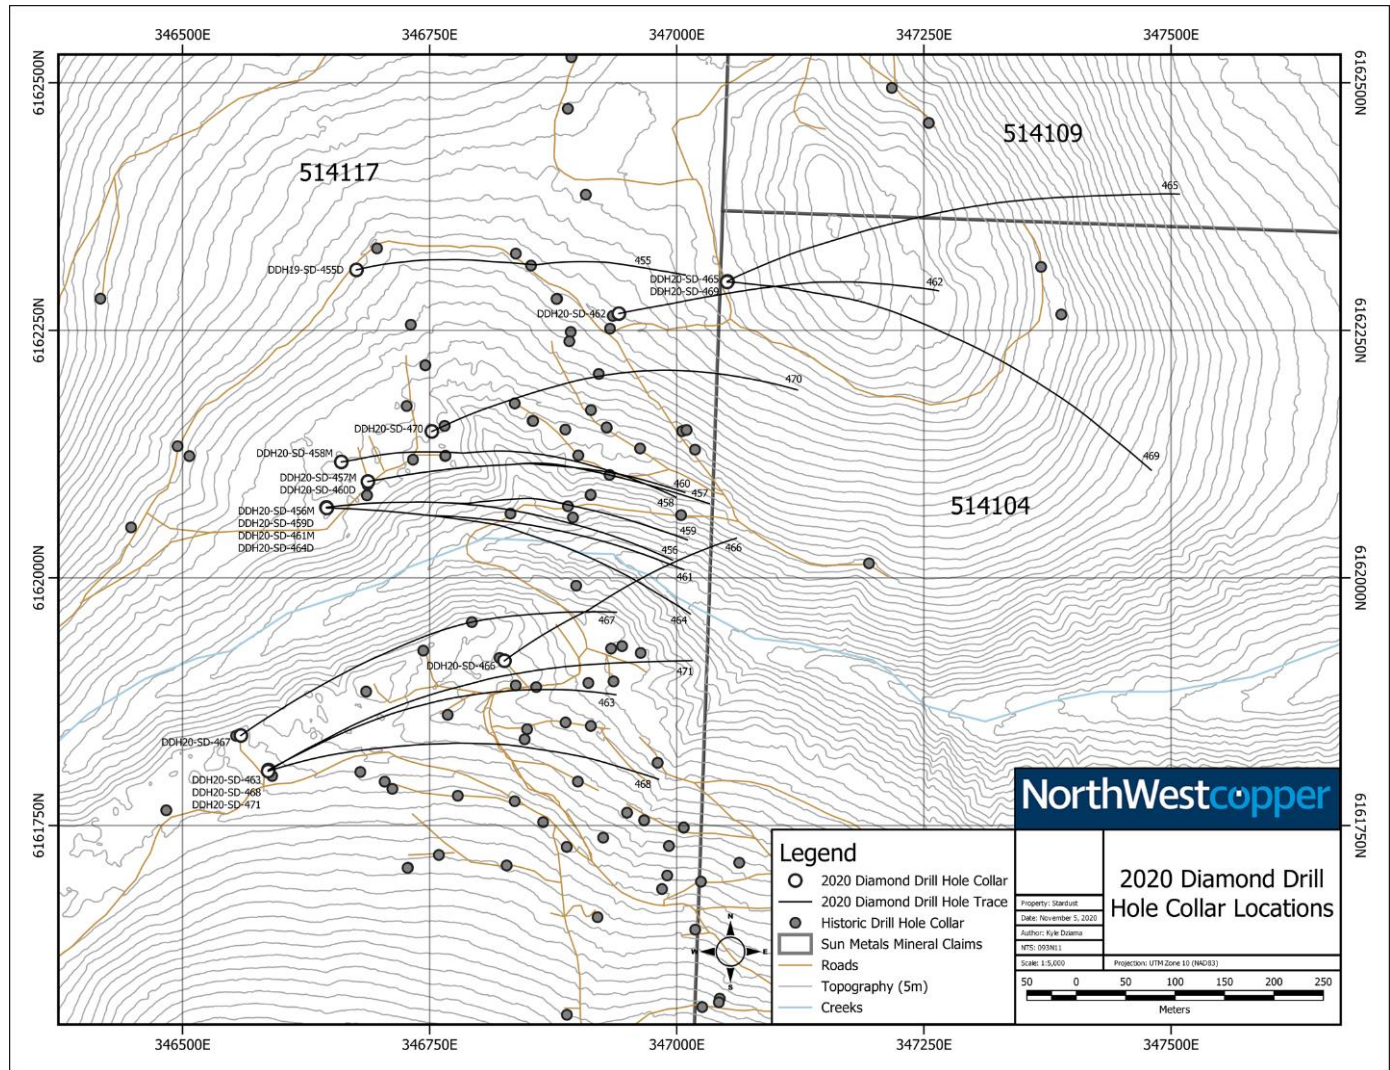 346500E 346750E 347000E 347250E 347500E
6162500N
6162500N
514109
514117
465
455
DDH19-SD-455D
DDH20-SD-465
DDH20-SD-469
462
DDH20-SD-462
6162250N
6162250N
470
DDH20-SD-470
DDH20-SD-458M
469
DDH20-SD-457M
DDH20-SD-460D
460
457
458
514104
DDH20-SD-456M
DDH20-SD-459D
DDH20-SD-461M
DDH20-SD-464D
459
456
466
461
6162000N
6162000N
467
464
DDH20-SD-466
471
463
DDH20-SD-467
DDH20-SD-463
DDH20-SD-468
DDH20-SD-471
468
6161750N
6161750N
NorthWestcopper
Legend
2020 Diamond Drill Hole Collar
2020 Diamond Drill Hole Trace
Historic Drill Hole Collar
Sun Metals Mineral Claims
Roads
Topography (5m)
Creeks
N
W
E
S
2020 Diamond Drill
Hole Collar Locations
Property: Stardust
Date: November 5, 2020
Author: Kyle Dziama
NTS: 093N11
Scale: 1:5,000
Projection: UTM Zone 10 (NAD83)
50 0 50 100 150 200 250
Meters
346500E 346750E 347000E 347250E 347500E